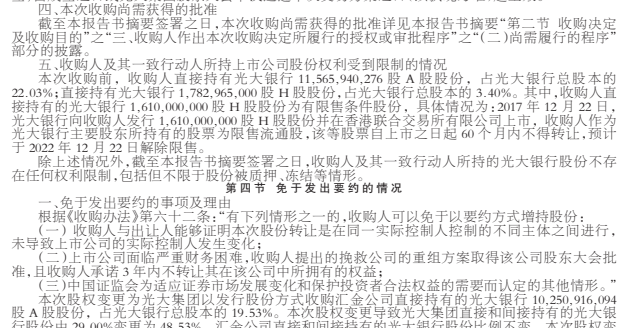 四、本次收购尚需获得的批准
截至本报告书摘要签署之日,本次收购尚需获得的批准详见本报告书摘要“第二节 收购决定
及收购目的”之“三、收购人作出本次收购决定所履行的授权或审批程序”之“(二)尚需履行的程序”
部分的披露。
五、收购人及其一致行动人所持上市公司股份权利受到限制的情况
本次收购前，收购人直接持有光大银行 11,565,940,276 股 A 股股份，占光大银行总股本的
22.03%;直接持有光大银行 1,782,965,000 股 H 股股份,占光大银行总股本的 3.40%。其中,收购人直
接持有的光大银行 1,610,000,000 股 H 股股份为有限售条件股份，具体情况为:2017 年 12 月 22 日,
光大银行向收购人发行 1,610,000,000 股 H 股股份并在香港联合交易所有限公司上市，收购人作为
光大银行主要股东所持有的股票为限售流通股,该等股票自上市之日起 60 个月内不得转让,预计
于 2022 年 12 月 22 日解除限售。
除上述情况外,截至本报告书摘要签署之日,收购人及其一致行动人所持的光大银行股份不存
在任何权利限制,包括但不限于股份被质押、冻结等情形。
第四节 免于发出要约的情况
一、免于发出要约的事项及理由
根据《收购办法》第六十二条:“有下列情形之一的,收购人可以免于以要约方式增持股份:
(一) 收购人与出让人能够证明本次股份转让是在同一实际控制人控制的不同主体之间进行,
未导致上市公司的实际控制人发生变化;
(二)上市公司面临严重财务困难,收购人提出的挽救公司的重组方案取得该公司股东大会批
准,且收购人承诺 3 年内不转让其在该公司中所拥有的权益;
(三)中国证监会为适应证券市场发展变化和保护投资者合法权益的需要而认定的其他情形。”
本次股权变更为光大集团以发行股份方式收购汇金公司直接持有的光大银行 10,250,916,094
股 A 股股份，占光大银行总股本的 19.53%。本次股权变更导致光大集团直接和间接持有的光大银
行股份由 29.00%变更为 48.53%，汇金公司直接和间接持有的光大银行股份比例不变。本次股权变